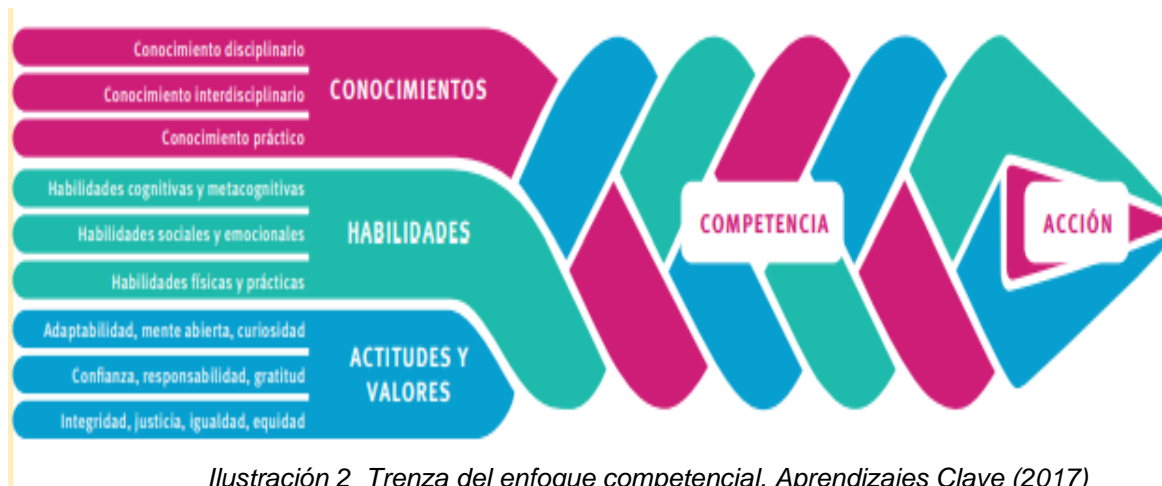 Conocimiento disciplinario
Conocimiento interdisciplinario
Conocimiento práctico
CONOCIMIENTOS
Habilidades cognitivas y metacognitivas
Habilidades sociales y emocionales
Habilidades físicas y prácticas
HABILIDADES
Adaptabilidad, mente abierta, curiosidad
Confianza, responsabilidad, gratitud
Integridad, justicia, igualdad, equidad
ACTITUDES Y
VALORES
COMPETENCIA
ACCIÓN
Ilustración 2 Trenza del enfoque competencial. Aprendizajes Clave (2017)